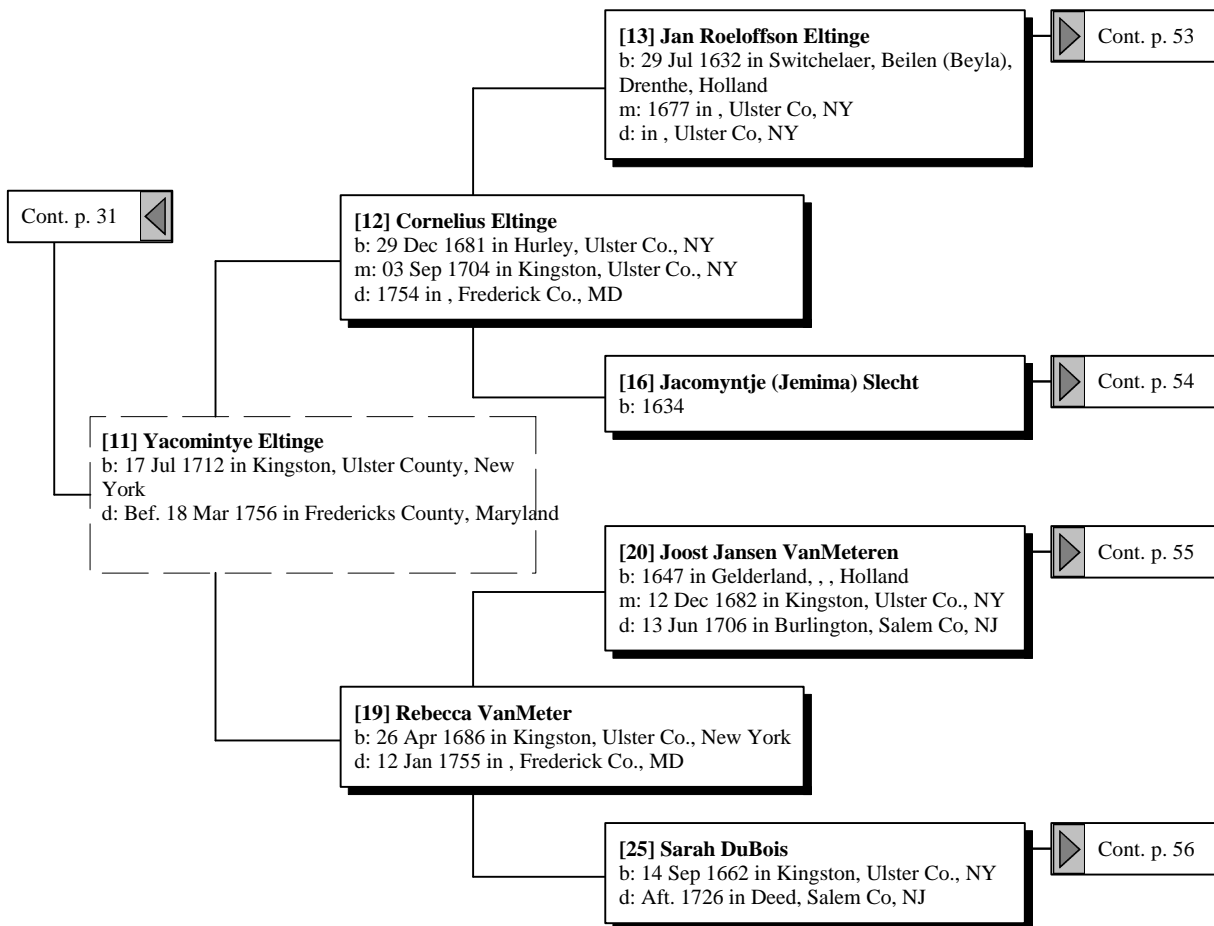 [13] Jan Roeloffson Eltinge
b: 29 Jul 1632 in Switchelaer, Beilen (Beyla),
Drenthe, Holland
m: 1677 in , Ulster Co, NY
d: in , Ulster Co, NY
Cont. p. 53
Cont. p. 31
[12] Cornelius Eltinge
b: 29 Dec 1681 in Hurley, Ulster Co., NY
m: 03 Sep 1704 in Kingston, Ulster Co., NY
d: 1754 in , Frederick Co., MD
[16] Jacomyntje (Jemima) Slecht
b: 1634
Cont. p. 54
[11] Yacomintye Eltinge
b: 17 Jul 1712 in Kingston, Ulster County, New
York
d: Bef. 18 Mar 1756 in Fredericks County, Maryland
[20] Joost Jansen VanMeteren
b: 1647 in Gelderland, , , Holland
m: 12 Dec 1682 in Kingston, Ulster Co., NY
d: 13 Jun 1706 in Burlington, Salem Co, NJ
Cont. p. 55
[19] Rebecca VanMeter
b: 26 Apr 1686 in Kingston, Ulster Co., New York
d: 12 Jan 1755 in , Frederick Co., MD
[25] Sarah DuBois
b: 14 Sep 1662 in Kingston, Ulster Co., NY
d: Aft. 1726 in Deed, Salem Co, NJ
Cont. p. 56